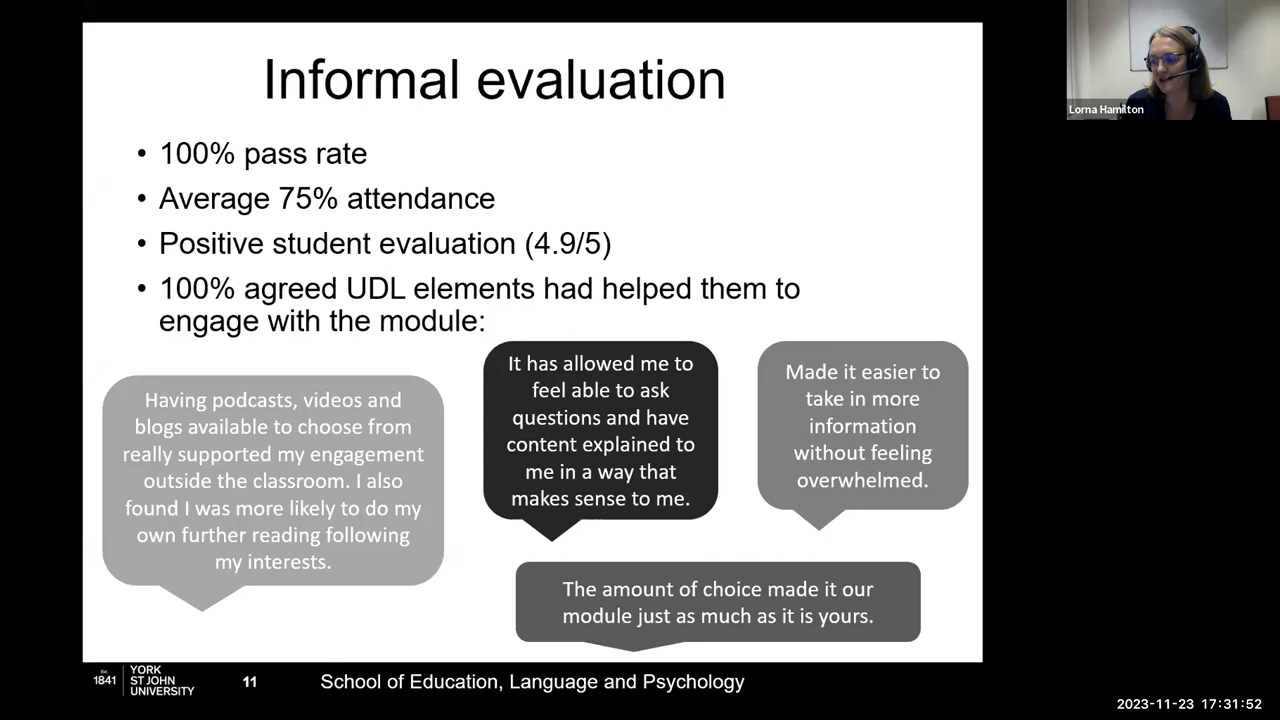 Informal evaluation
• 100% pass rate
• Average 75% attendance
• Positive student evaluation (4.9/5)
• 100% agreed UDL elements had helped them to
engage with the module:
Having podcasts, videos and
blogs available to choose from
really supported my engagement
outside the classroom. I also
found I was more likely to do my
own further reading following
my interests.
It has allowed me to
feel able to ask
questions and have
content explained to
me in a way that
makes sense to me.
Made it easier to
take in more
information
without feeling
overwhelmed.
The amount of choice made it our
module just as much as it is yours.
Est.
1841
YORK
ST JOHN
UNIVERSITY
11
School of Education, Language and Psychology
Lorna Hamilton
2023-11-23 17:31:52